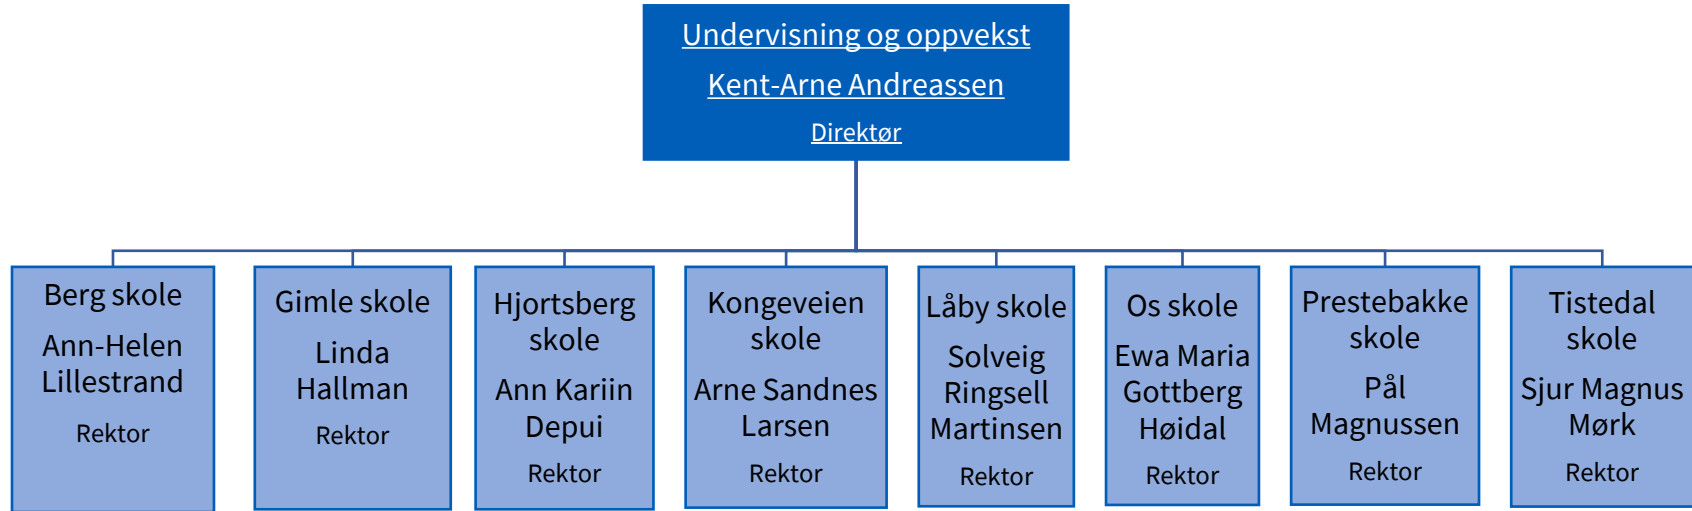 Undervisning og oppvekst
Kent-Arne Andreassen
Direktør
Berg skole
Ann-Helen
Lillestrand
Rektor
Gimle skole
Linda
Hallman
Rektor
Hjortsberg
skole
Ann Kariin
Depui
Rektor
Kongeveien
skole
Arne Sandnes
Larsen
Rektor
Låby skole
Solveig
Ringsell
Martinsen
Rektor
Os skole
Ewa Maria
Gottberg
Høidal
Rektor
Prestebakke
skole
Pål
Magnussen
Rektor
Tistedal
skole
Sjur Magnus
Mørk
Rektor